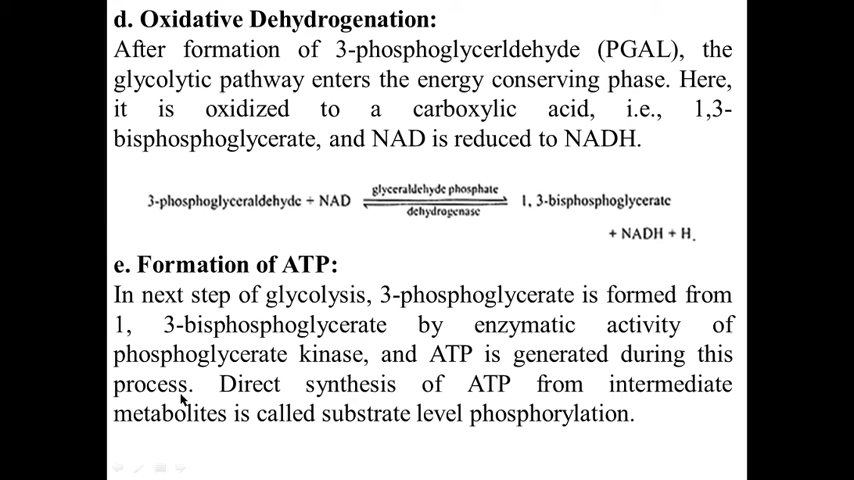 d. Oxidative Dehydrogenation:
After formation of 3-phosphoglycerldehyde (PGAL), the
glycolytic pathway enters the energy conserving phase. Here,
it is oxidized to a carboxylic acid, i.e., 1,3-
bisphosphoglycerate, and NAD is reduced to NADH.
glyceraldehyde phosphate
3-phosphoglyceraldehyde + NAD ⇌ 1, 3-bisphosphoglycerate
dehydrogenase
+ NADH + H.
e. Formation of ATP:
In next step of glycolysis, 3-phosphoglycerate is formed from
1, 3-bisphosphoglycerate by enzymatic activity of
phosphoglycerate kinase, and ATP is generated during this
process. Direct synthesis of ATP from intermediate
metabolites is called substrate level phosphorylation.